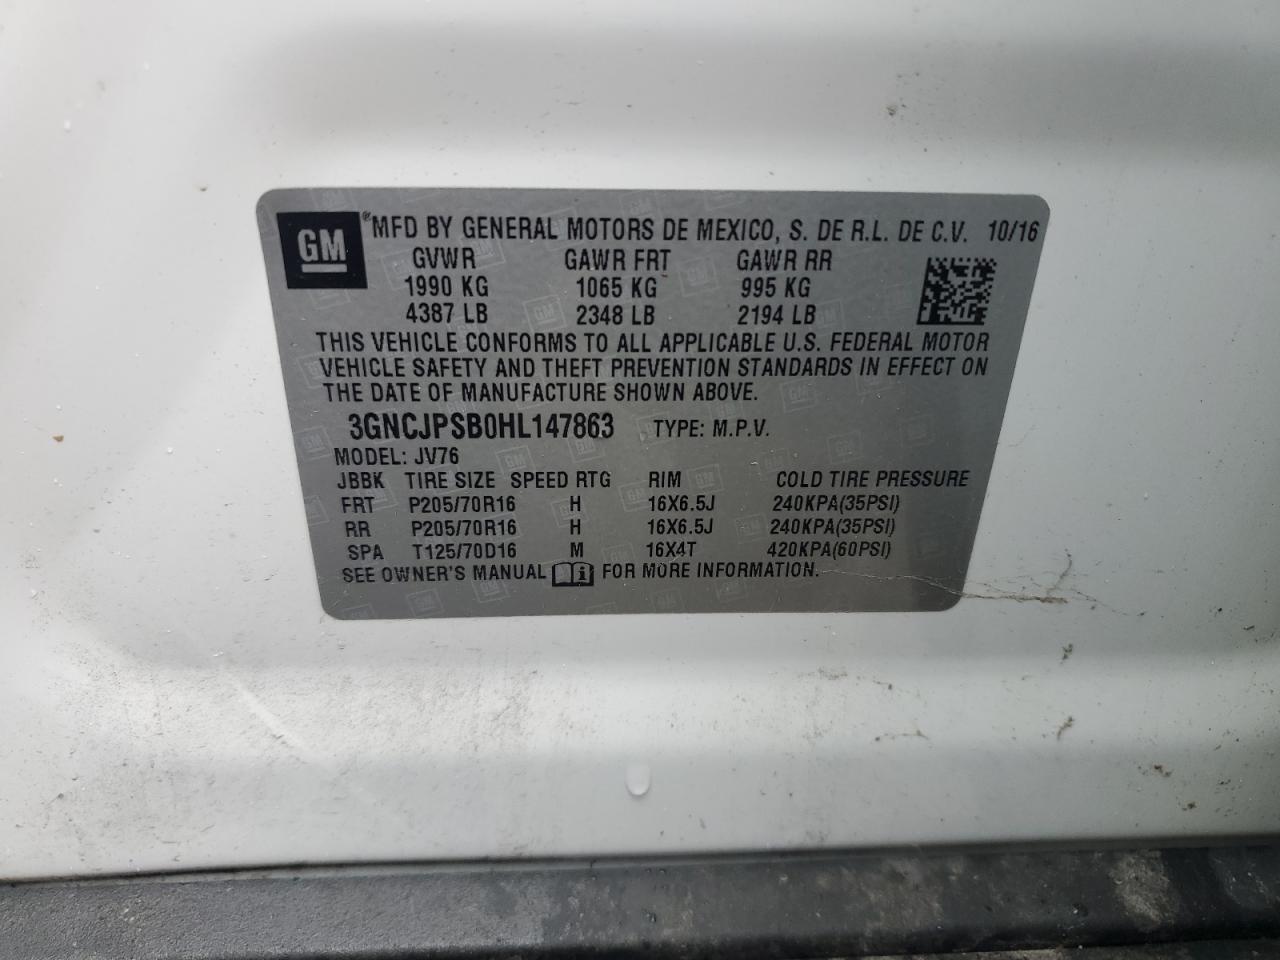 GM ® MFD BY GENERAL MOTORS DE MEXICO, S. DE R.L. DE C.V. 10/16
GVWR GAWR FRT GAWR RR
1990 KG 1065 KG 995 KG
4387 LB 2348 LB 2194 LB
THIS VEHICLE CONFORMS TO ALL APPLICABLE U.S. FEDERAL MOTOR
VEHICLE SAFETY AND THEFT PREVENTION STANDARDS IN EFFECT ON
THE DATE OF MANUFACTURE SHOWN ABOVE.
3GNCJPSB0HL147863 TYPE: M.P.V.
MODEL: JV76
JBBK TIRE SIZE SPEED RTG RIM COLD TIRE PRESSURE
FRT P205/70R16 H 16X6.5J 240KPA(35PSI)
RR P205/70R16 H 16X6.5J 240KPA(35PSI)
SPA T125/70D16 M 16X4T 420KPA(60PSI)
SEE OWNER'S MANUAL i FOR MORE INFORMATION.